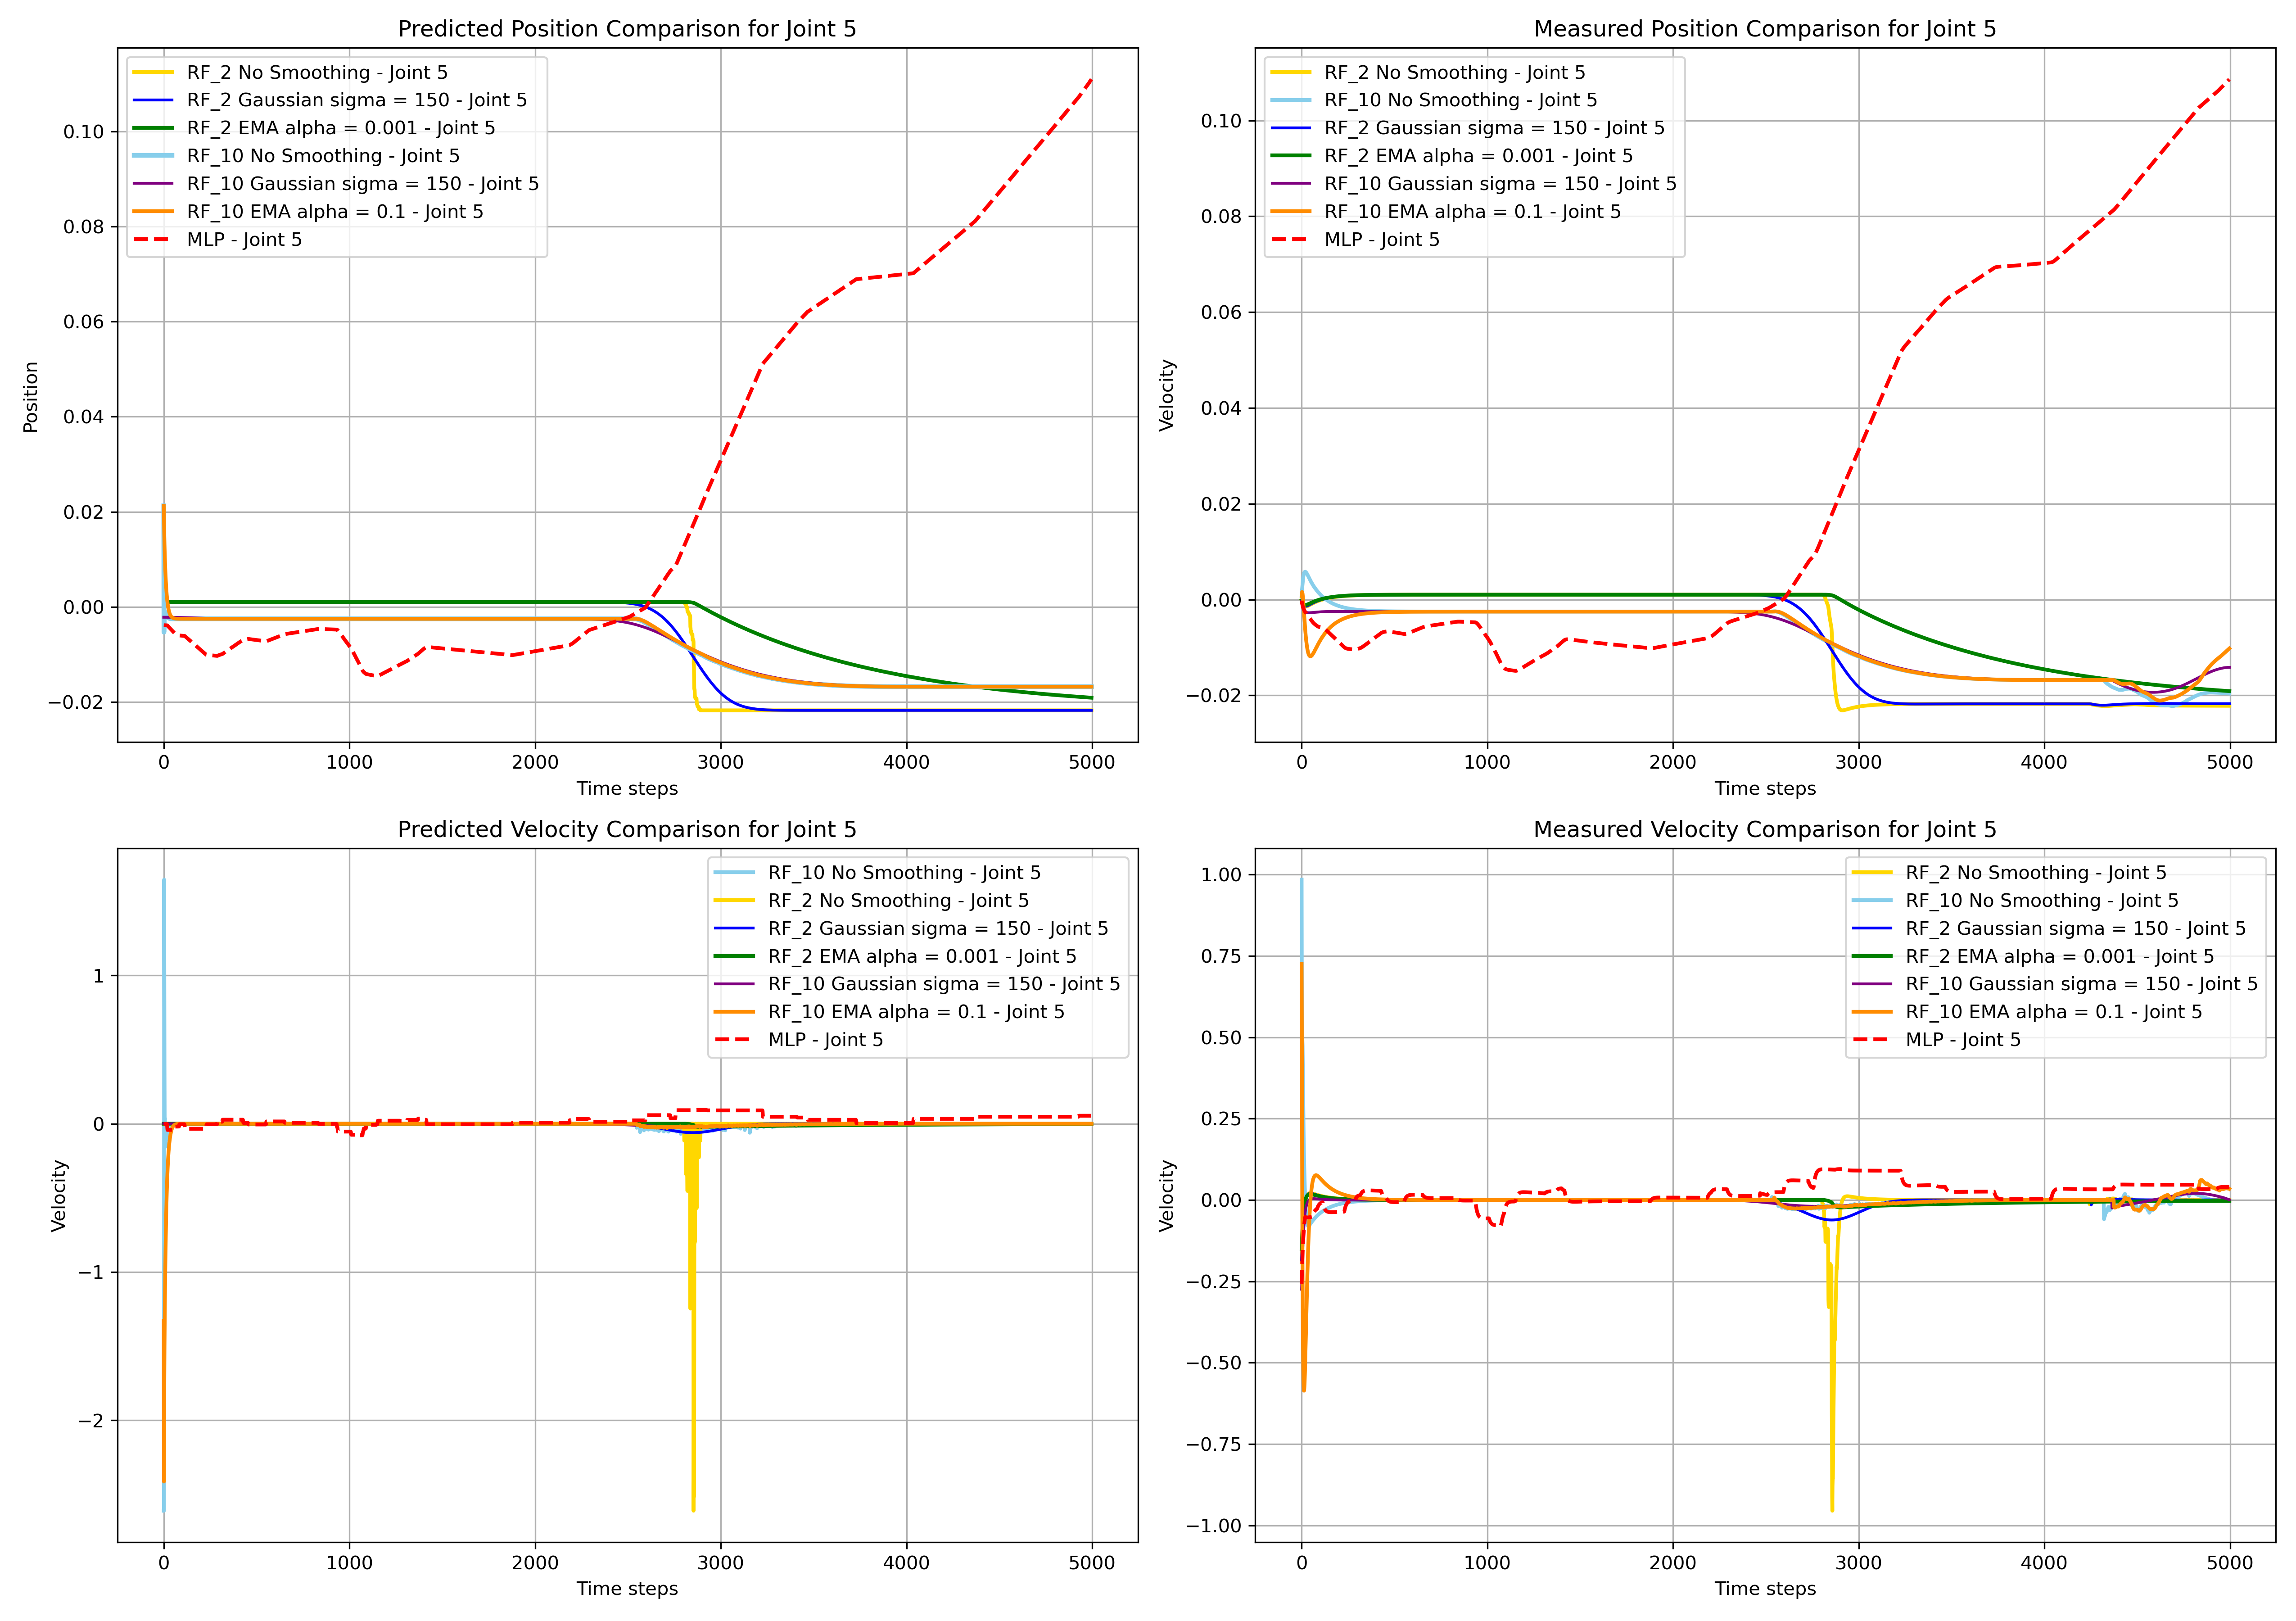 Predicted Position Comparison for Joint 5
RF_2 No Smoothing - Joint 5
RF_2 Gaussian sigma = 150 - Joint 5
RF_2 EMA alpha = 0.001 - Joint 5
RF_10 No Smoothing - Joint 5
RF_10 Gaussian sigma = 150 - Joint 5
RF_10 EMA alpha = 0.1 - Joint 5
MLP - Joint 5
0.10
0.08
0.06
0.04
0.02
0.00
−0.02
Position
0 1000 2000 3000 4000 5000
Time steps
Measured Position Comparison for Joint 5
RF_2 No Smoothing - Joint 5
RF_10 No Smoothing - Joint 5
RF_2 Gaussian sigma = 150 - Joint 5
RF_2 EMA alpha = 0.001 - Joint 5
RF_10 Gaussian sigma = 150 - Joint 5
RF_10 EMA alpha = 0.1 - Joint 5
MLP - Joint 5
0.10
0.08
0.06
0.04
0.02
0.00
−0.02
Velocity
0 1000 2000 3000 4000 5000
Time steps
Predicted Velocity Comparison for Joint 5
RF_10 No Smoothing - Joint 5
RF_2 No Smoothing - Joint 5
RF_2 Gaussian sigma = 150 - Joint 5
RF_2 EMA alpha = 0.001 - Joint 5
RF_10 Gaussian sigma = 150 - Joint 5
RF_10 EMA alpha = 0.1 - Joint 5
MLP - Joint 5
1
0
−1
−2
Velocity
0 1000 2000 3000 4000 5000
Time steps
Measured Velocity Comparison for Joint 5
RF_2 No Smoothing - Joint 5
RF_10 No Smoothing - Joint 5
RF_2 Gaussian sigma = 150 - Joint 5
RF_2 EMA alpha = 0.001 - Joint 5
RF_10 Gaussian sigma = 150 - Joint 5
RF_10 EMA alpha = 0.1 - Joint 5
MLP - Joint 5
1.00
0.75
0.50
0.25
0.00
−0.25
−0.50
−0.75
−1.00
Velocity
0 1000 2000 3000 4000 5000
Time steps